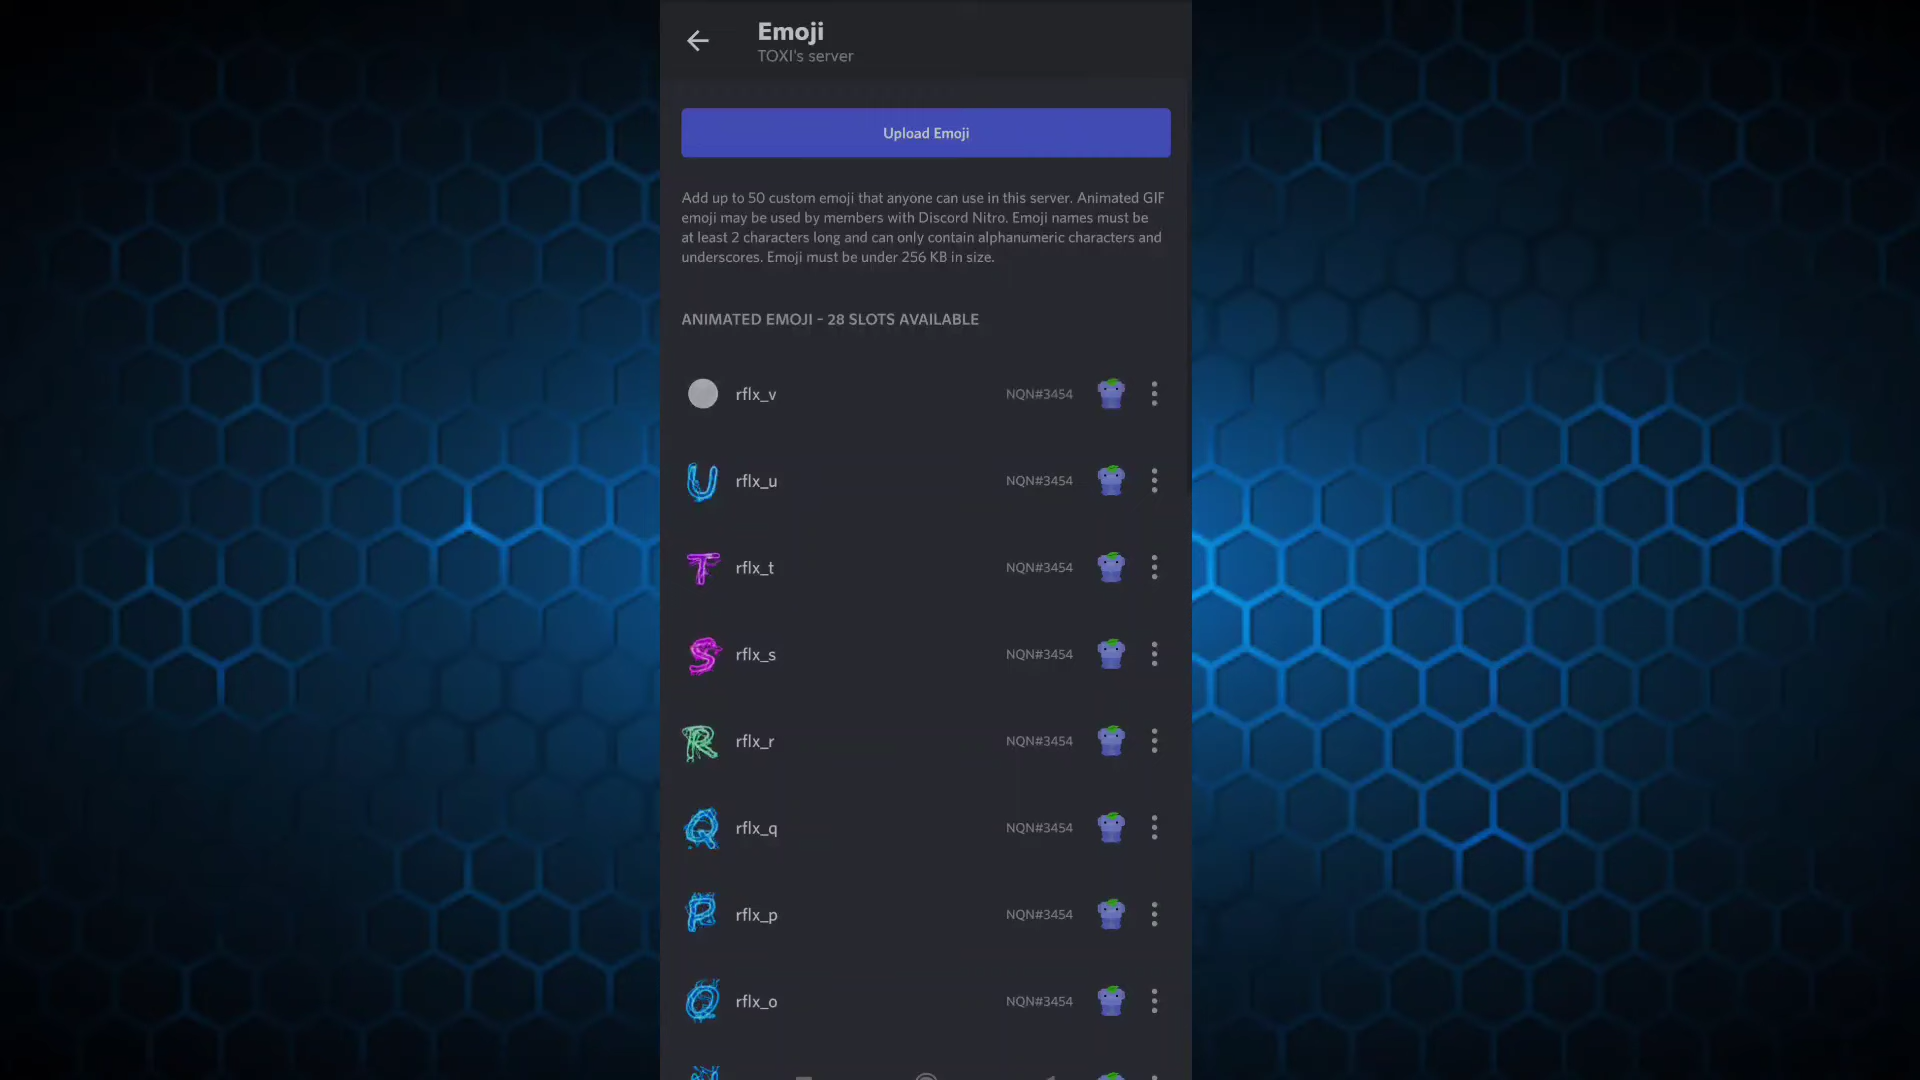 Emoji
TOXI's server
Upload Emoji
Add up to 50 custom emoji that anyone can use in this server. Animated GIF
emoji may be used by members with Discord Nitro. Emoji names must be
at least 2 characters long and can only contain alphanumeric characters and
underscores. Emoji must be under 256 KB in size.
ANIMATED EMOJI - 28 SLOTS AVAILABLE
rflx_v NQN#3454
U rflx_u NQN#3454
T rflx_t NQN#3454
S rflx_s NQN#3454
R rflx_r NQN#3454
Q rflx_q NQN#3454
P rflx_p NQN#3454
O rflx_o NQN#3454